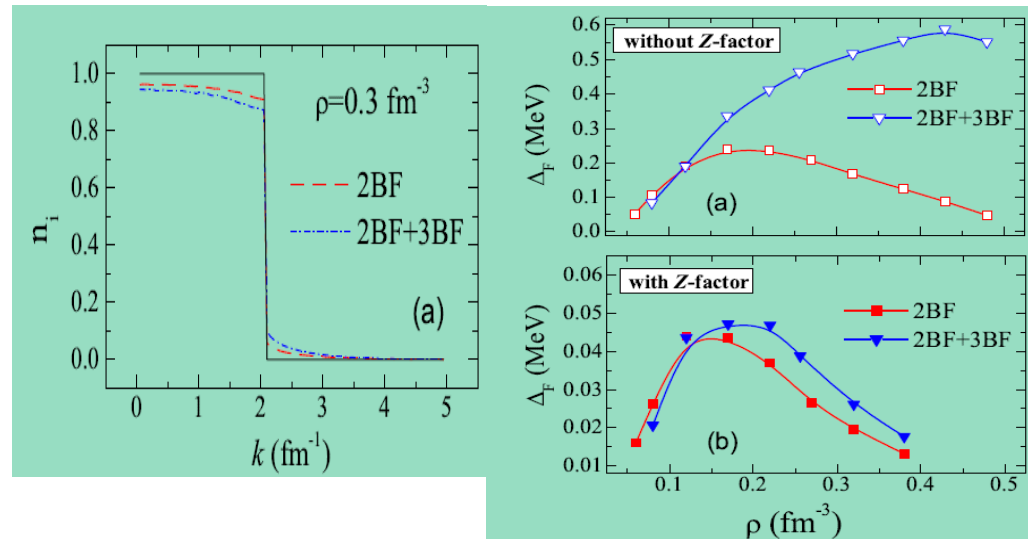 1.0
0.8
0.6
0.4
0.2
0.0
n_i
ρ=0.3 fm⁻³
2BF
2BF+3BF
(a)
0 1 2 3 4 5
k (fm⁻¹)
without Z-factor
0.6
0.5
0.4
0.3
0.2
0.1
0.0
Δ_F (MeV)
2BF
2BF+3BF
(a)
with Z-factor
0.06
0.05
0.04
0.03
0.02
0.01
Δ_F (MeV)
2BF
2BF+3BF
(b)
0.1 0.2 0.3 0.4 0.5
ρ (fm⁻³)